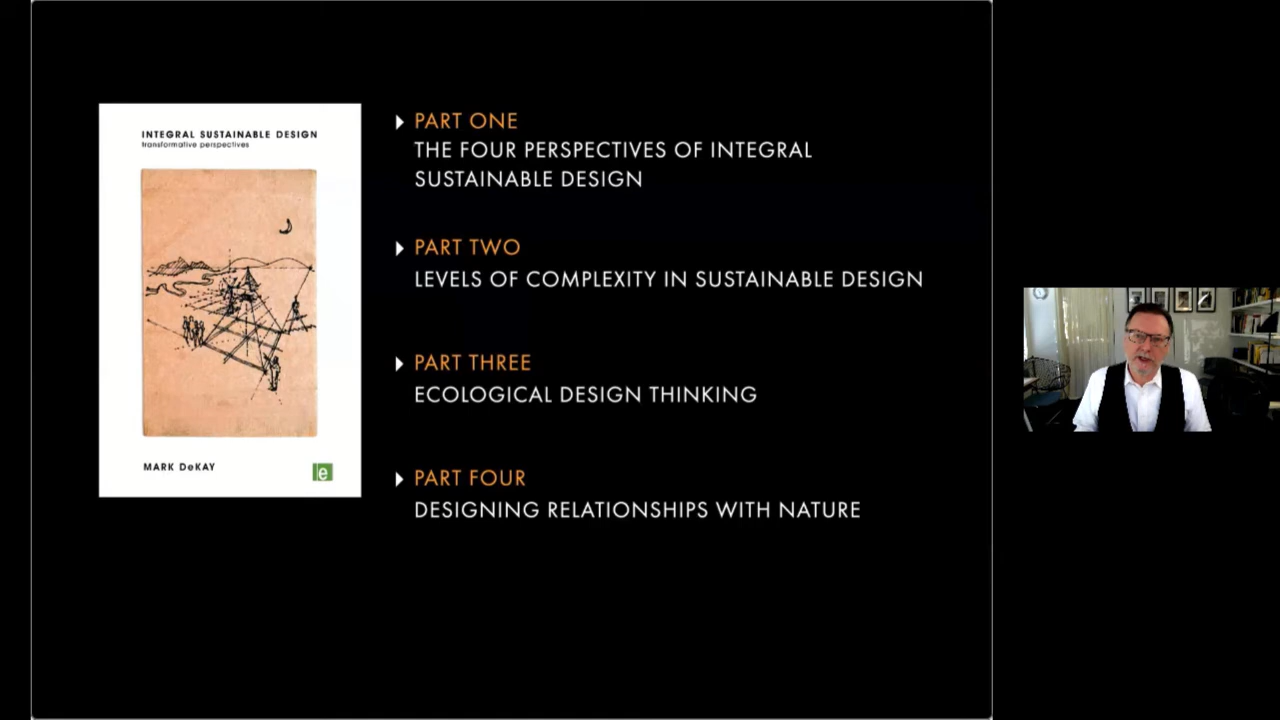 INTEGRAL SUSTAINABLE DESIGN
transformative perspectives
MARK DeKAY
e
PART ONE
THE FOUR PERSPECTIVES OF INTEGRAL
SUSTAINABLE DESIGN
PART TWO
LEVELS OF COMPLEXITY IN SUSTAINABLE DESIGN
PART THREE
ECOLOGICAL DESIGN THINKING
PART FOUR
DESIGNING RELATIONSHIPS WITH NATURE